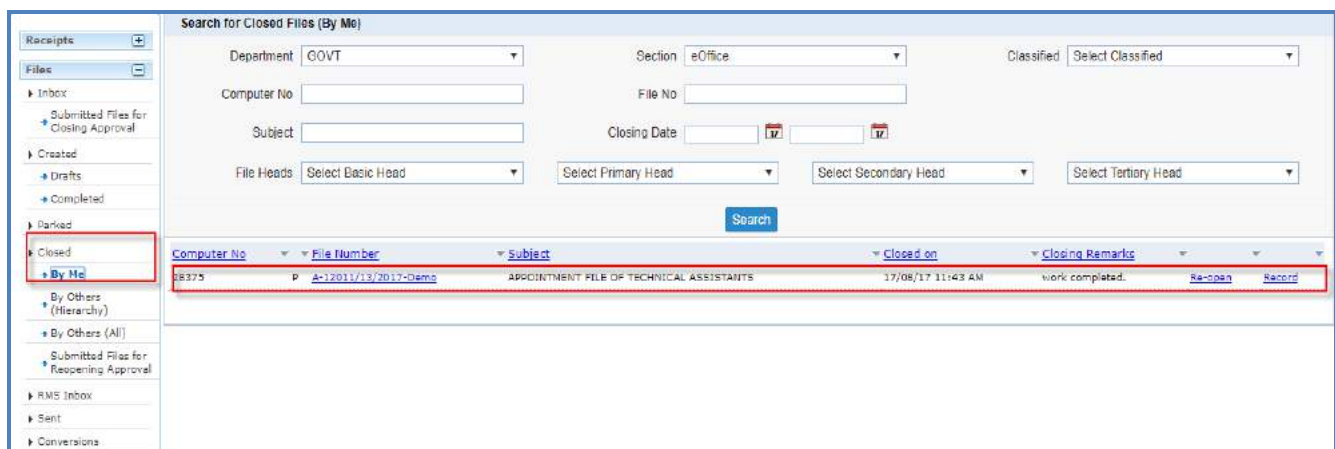 Search for Closed Files (By Me)
Receipts
Files
Inbox
Submitted Files for
Closing Approval
Created
Drafts
Completed
Parked
Closed
By Me
By Others
(Hierarchy)
By Others (All)
Submitted Files for
Reopening Approval
RMS Inbox
Sent
Conversions
Department GOVT Section eOffice Classified Select Classified
Computer No File No
Subject Closing Date
File Heads Select Basic Head Select Primary Head Select Secondary Head Select Tertiary Head
Search
Computer No File Number Subject Closed on Closing Remarks
P A-12011/13/2017-Demo APPOINTMENT FILE OF TECHNICAL ASSISTANTS 17/08/17 11:43 AM work completed. Re-open Record